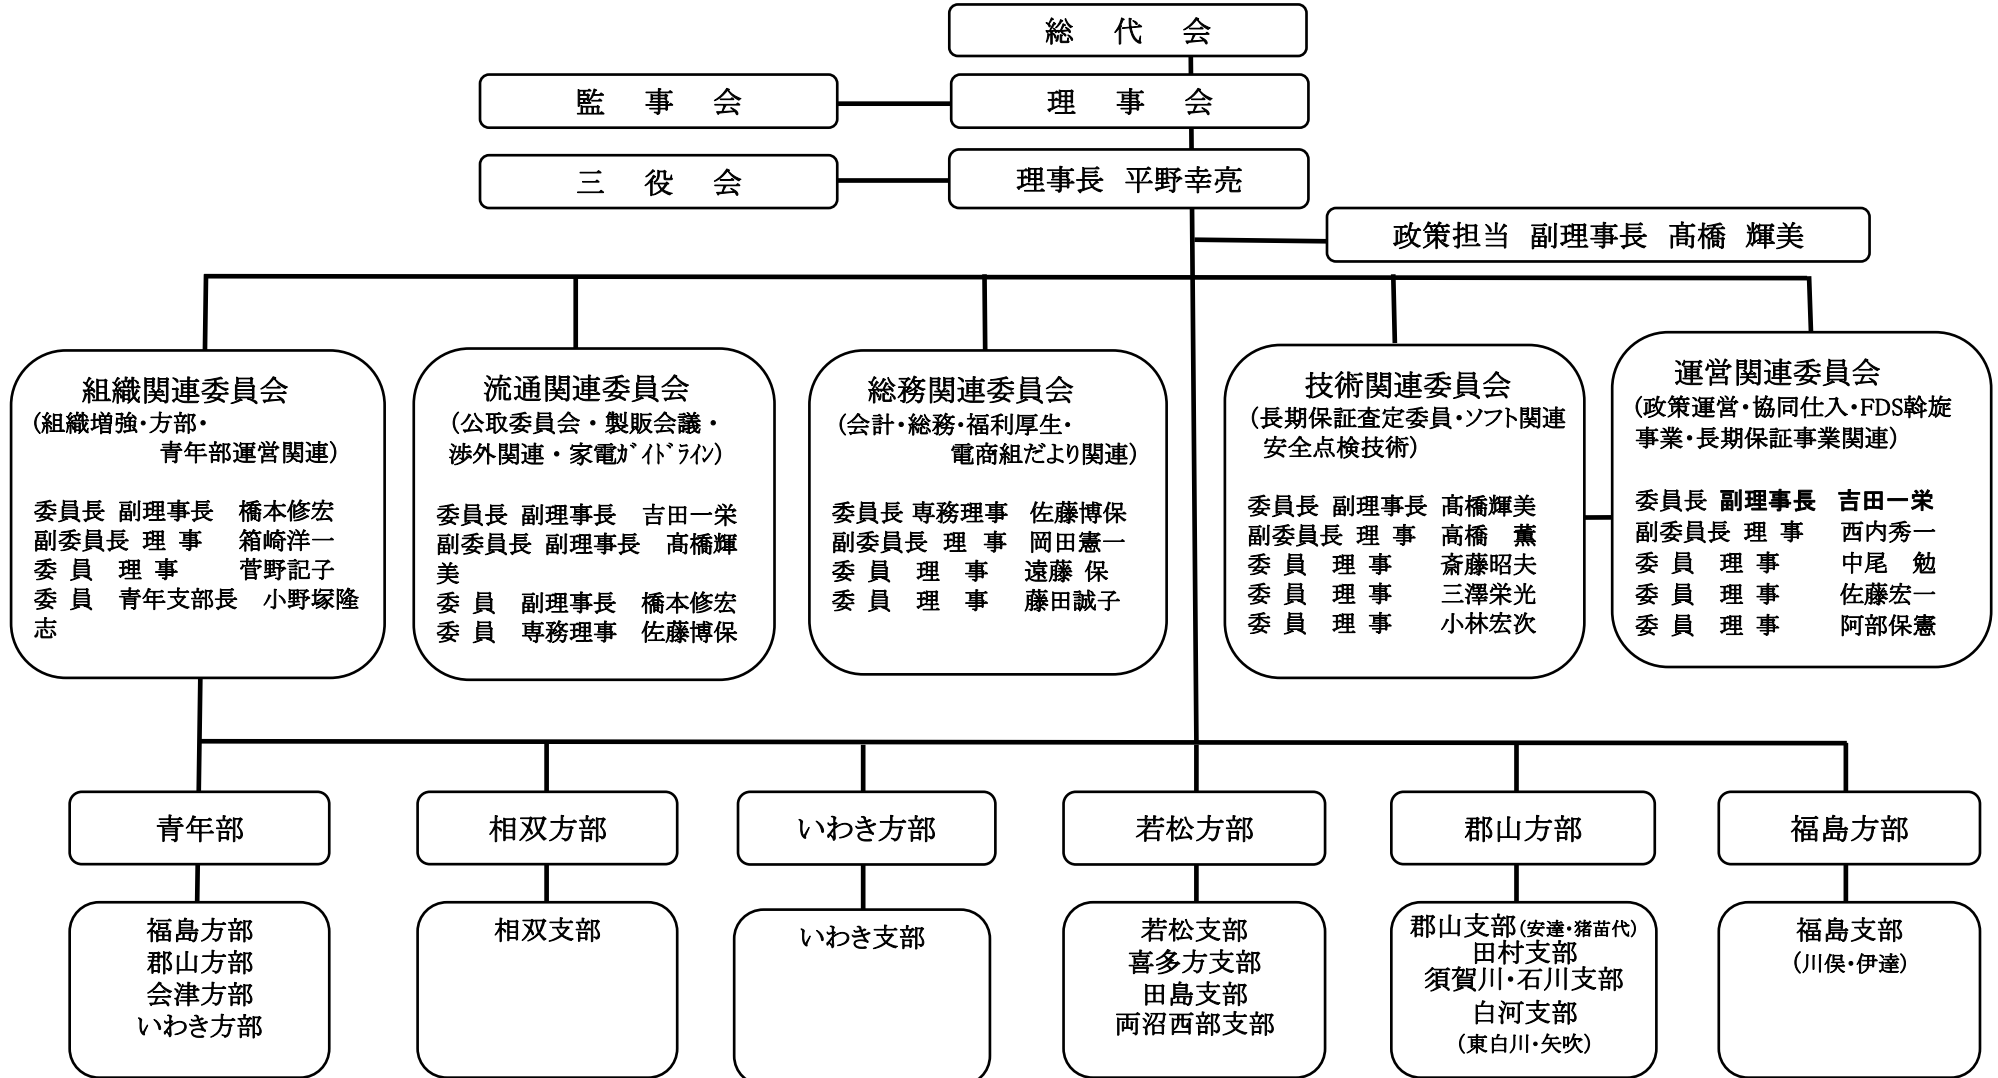 総 代 会
監 事 会
理 事 会
三 役 会
理事長 平野幸亮
政策担当 副理事長 髙橋 輝美
組織関連委員会
(組織増強・方部・
青年部運営関連)
委員長 副理事長 橋本修宏
副委員長 理 事 箱崎洋一
委 員 理 事 菅野記子
委 員 青年支部長 小野塚隆
志
流通関連委員会
(公取委員会・製販会議・
渉外関連・家電ｶﾞｲﾄﾞﾗｲﾝ)
委員長 副理事長 吉田一栄
副委員長 副理事長 髙橋輝
美
委 員 副理事長 橋本修宏
委 員 専務理事 佐藤博保
総務関連委員会
(会計・総務・福利厚生・
電商組だより関連)
委員長 専務理事 佐藤博保
副委員長 理 事 岡田憲一
委 員 理 事 遠藤 保
委 員 理 事 藤田誠子
技術関連委員会
(長期保証査定委員・ソフト関連
安全点検技術)
委員長 副理事長 髙橋輝美
副委員長 理 事 高橋 薫
委 員 理 事 斎藤昭夫
委 員 理 事 三澤栄光
委 員 理 事 小林宏次
運営関連委員会
(政策運営・協同仕入・FDS斡旋
事業・長期保証事業関連)
委員長 副理事長 吉田一栄
副委員長 理 事 西内秀一
委 員 理 事 中尾 勉
委 員 理 事 佐藤宏一
委 員 理 事 阿部保憲
青年部
相双方部
いわき方部
若松方部
郡山方部
福島方部
福島方部
郡山方部
会津方部
いわき方部
相双支部
いわき支部
若松支部
喜多方支部
田島支部
両沼西部支部
郡山支部(安達・猪苗代)
田村支部
須賀川・石川支部
白河支部
(東白川・矢吹)
福島支部
(川俣・伊達)